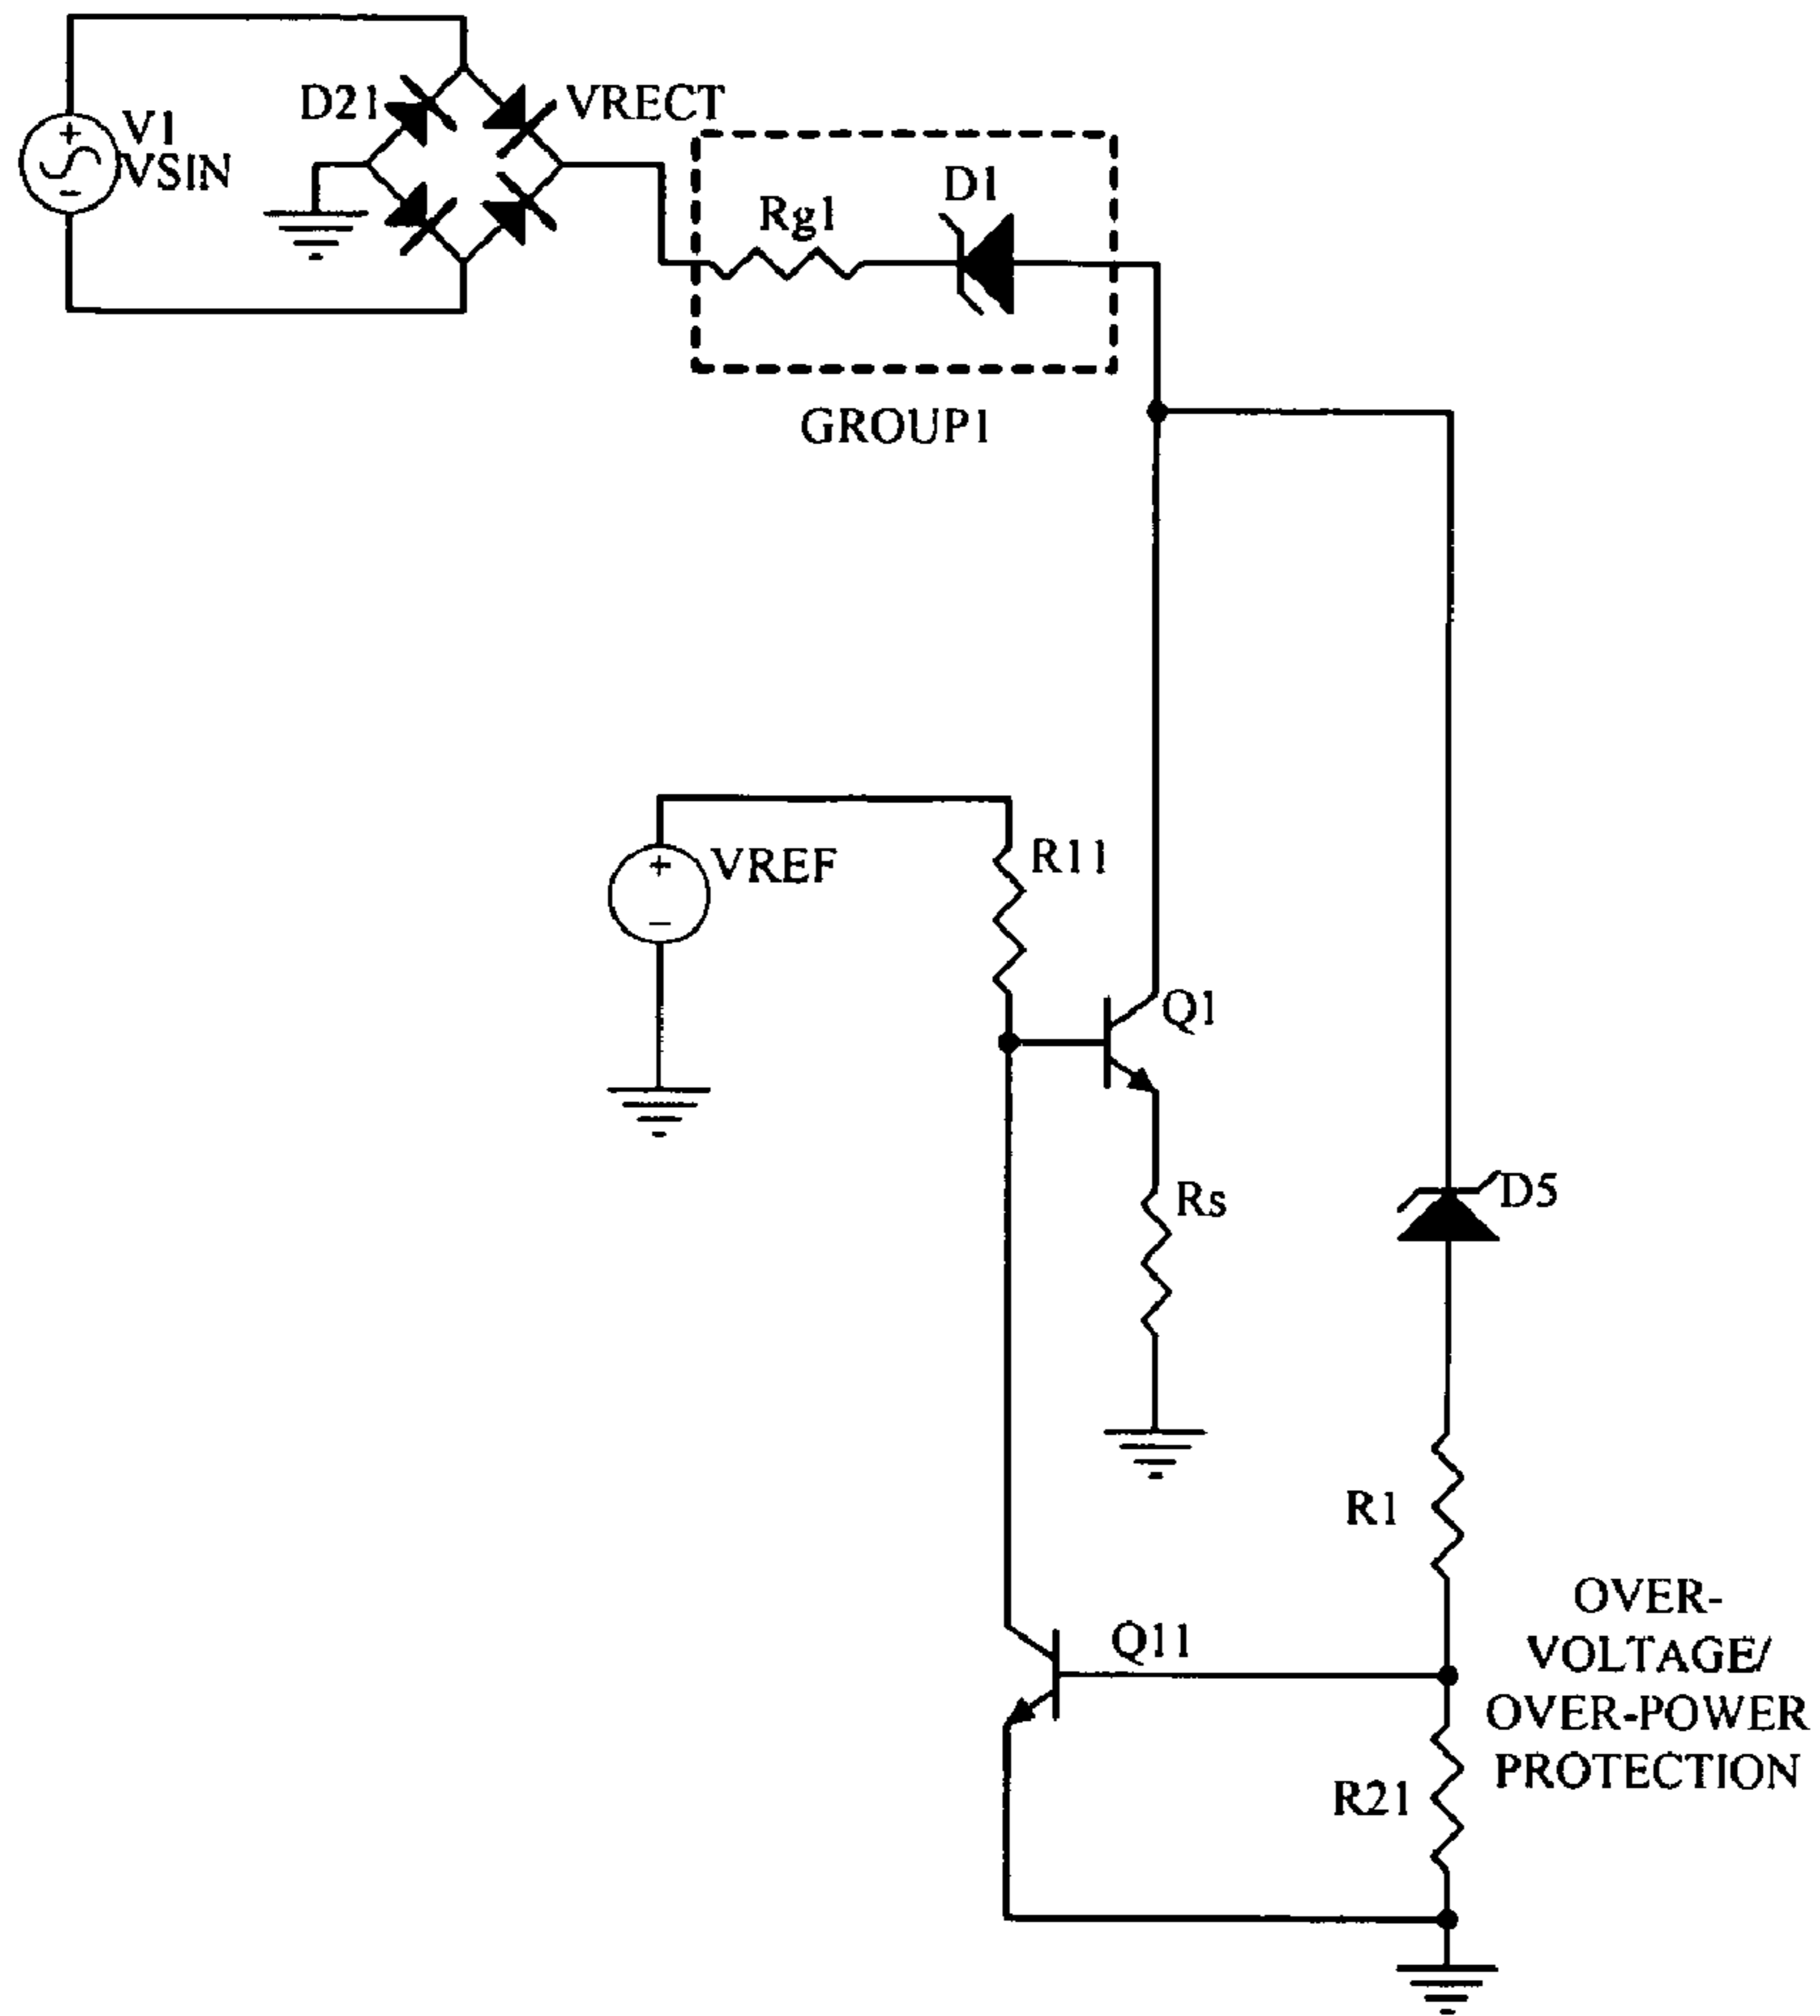 D21
VRECT
V1
VSIN
D1
Rg1
GROUP1
VREF
R11
Q1
Rs
D5
R1
Q11
OVER-
VOLTAGE/
OVER-POWER
PROTECTION
R21